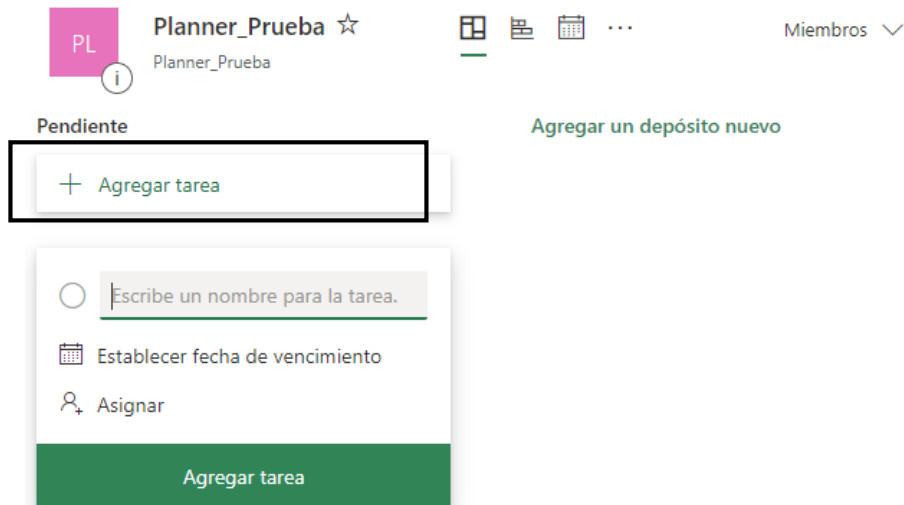 PL
Planner_Prueba
Planner_Prueba
Miembros
Pendiente
Agregar un depósito nuevo
Agregar tarea
Escribe un nombre para la tarea.
Establecer fecha de vencimiento
Asignar
Agregar tarea